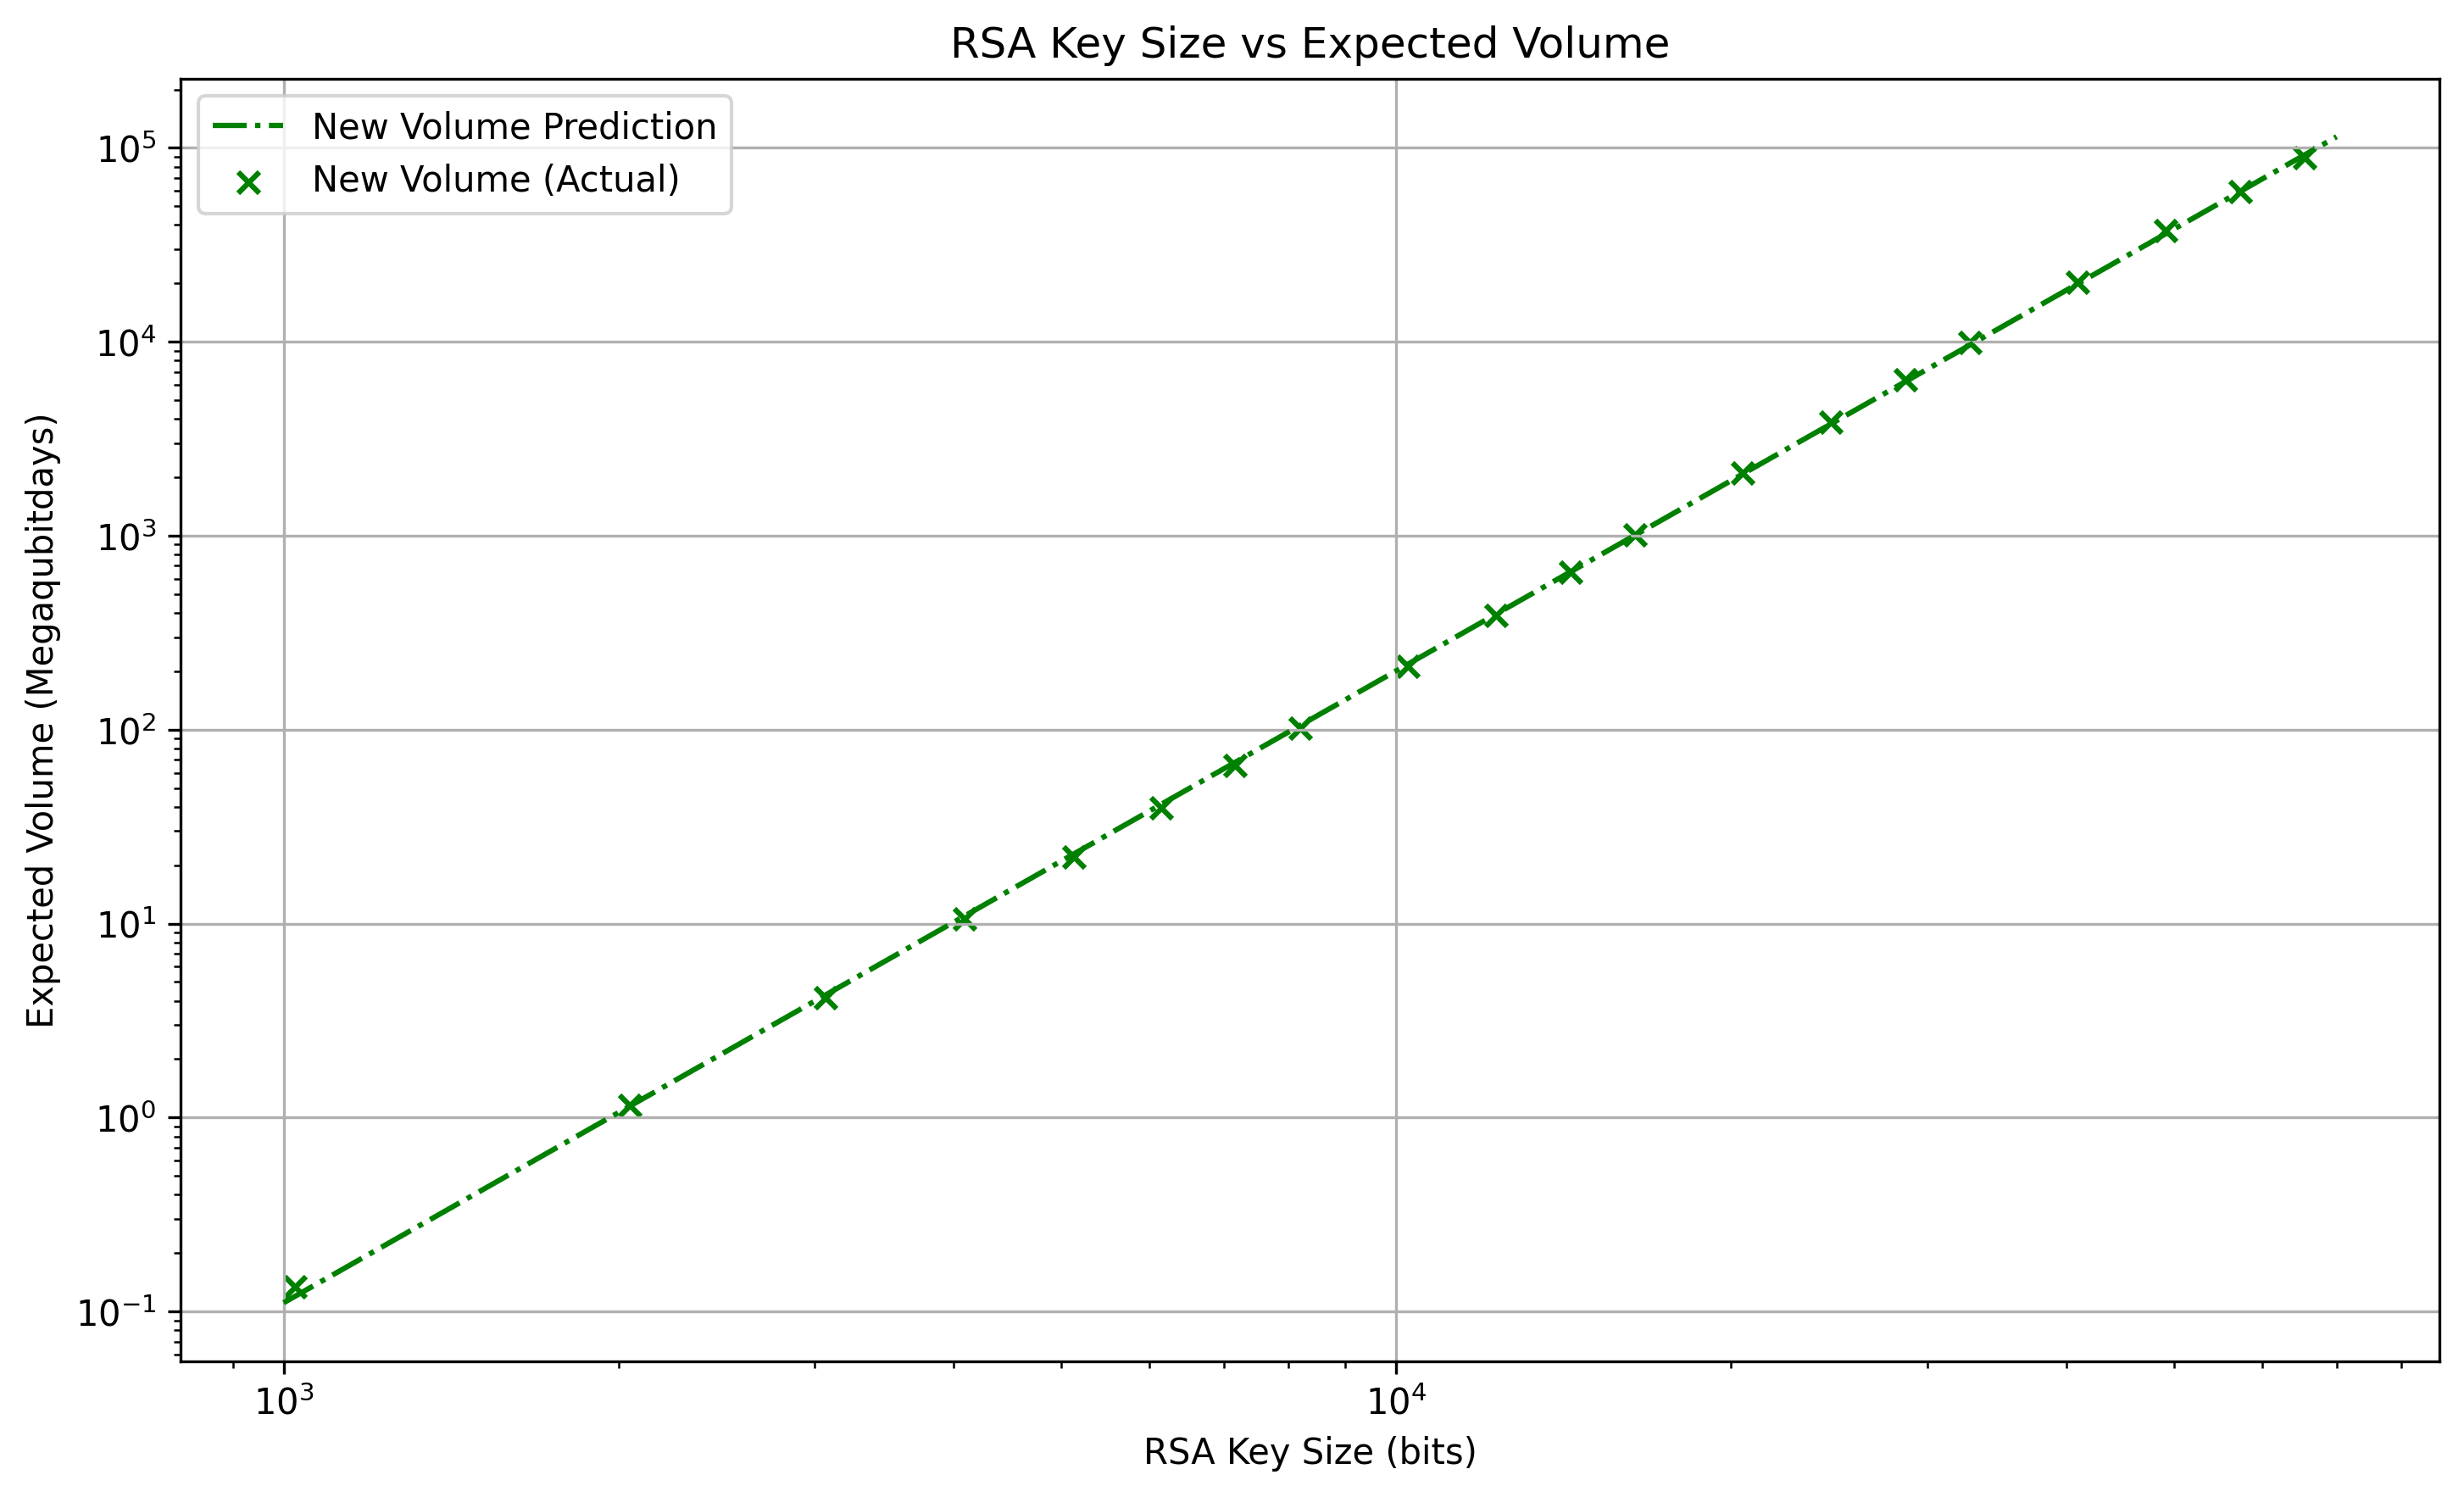 RSA Key Size vs Expected Volume
New Volume Prediction
New Volume (Actual)
Expected Volume (Megaqubitdays)
10⁵
10⁴
10³
10²
10¹
10⁰
10⁻¹
10³ 10⁴
RSA Key Size (bits)